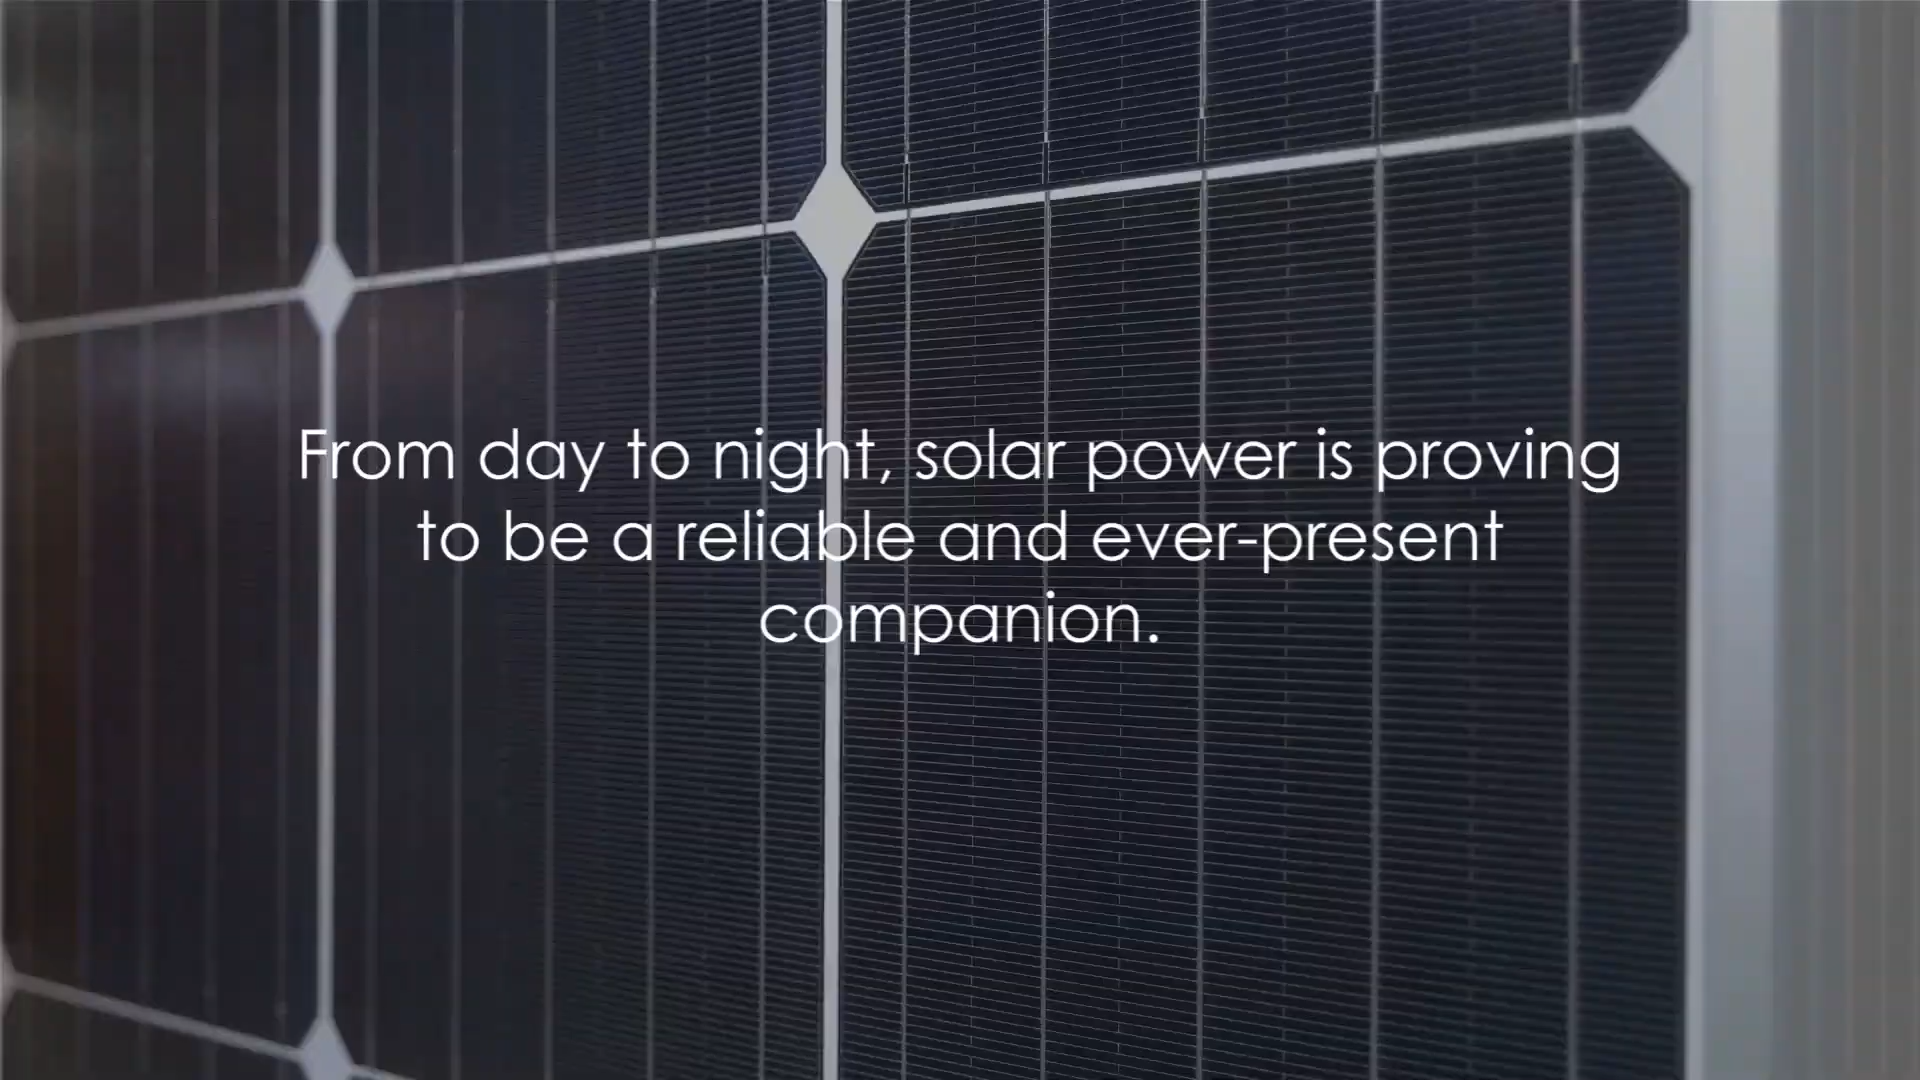 From day to night, solar power is proving
to be a reliable and ever-present
companion.